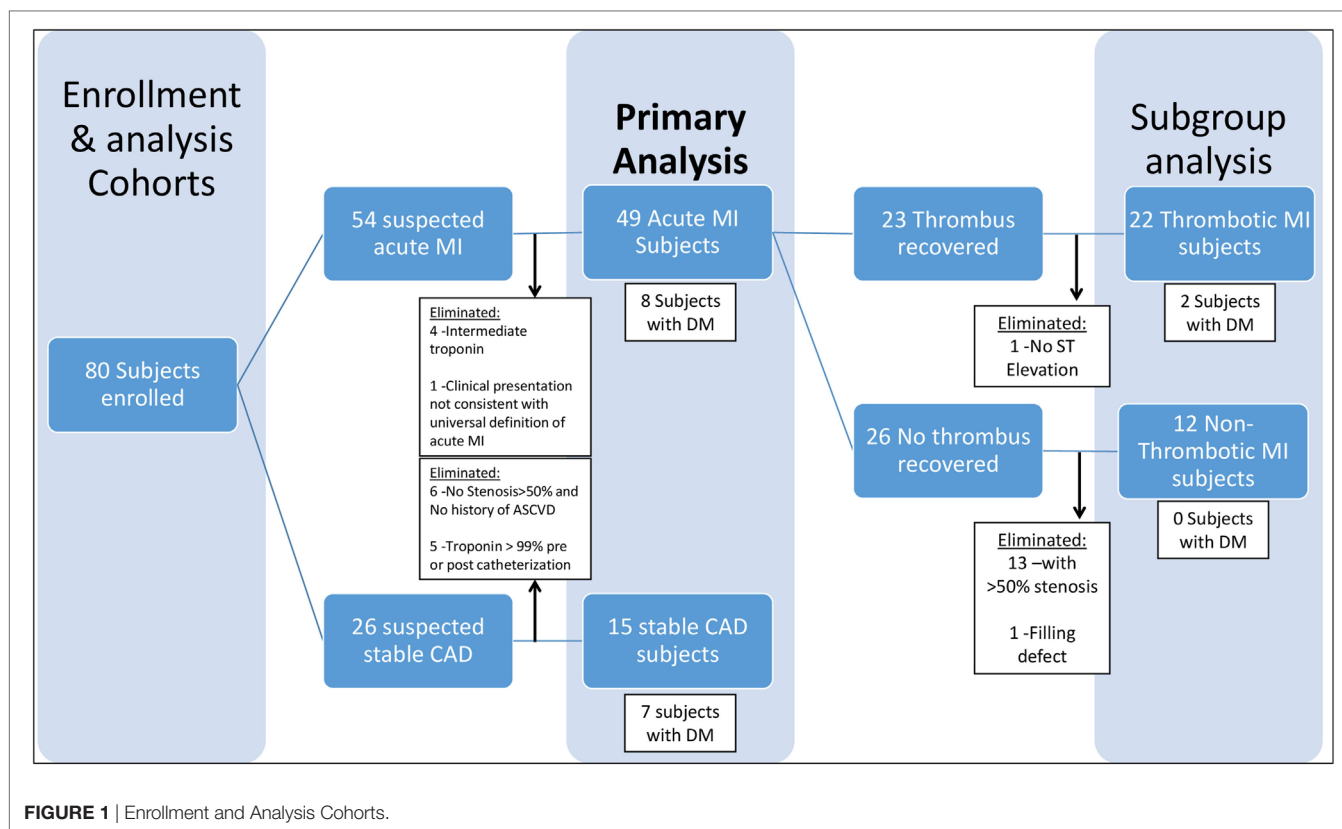 Enrollment
& analysis
Cohorts
80 Subjects
enrolled
54 suspected
acute MI
Eliminated:
4 -Intermediate
troponin
1 -Clinical presentation
not consistent with
universal definition of
acute MI
Eliminated:
6 -No Stenosis>50% and
No history of ASCVD
5 -Troponin > 99% pre
or post catheterization
26 suspected
stable CAD
Primary
Analysis
49 Acute MI
Subjects
8 Subjects
with DM
15 stable CAD
subjects
7 subjects
with DM
23 Thrombus
recovered
Eliminated:
1 -No ST
Elevation
26 No thrombus
recovered
Eliminated:
13 –with
>50% stenosis
1 -Filling
defect
Subgroup
analysis
22 Thrombotic MI
subjects
2 Subjects
with DM
12 Non-
Thrombotic MI
subjects
0 Subjects
with DM
FIGURE 1 | Enrollment and Analysis Cohorts.